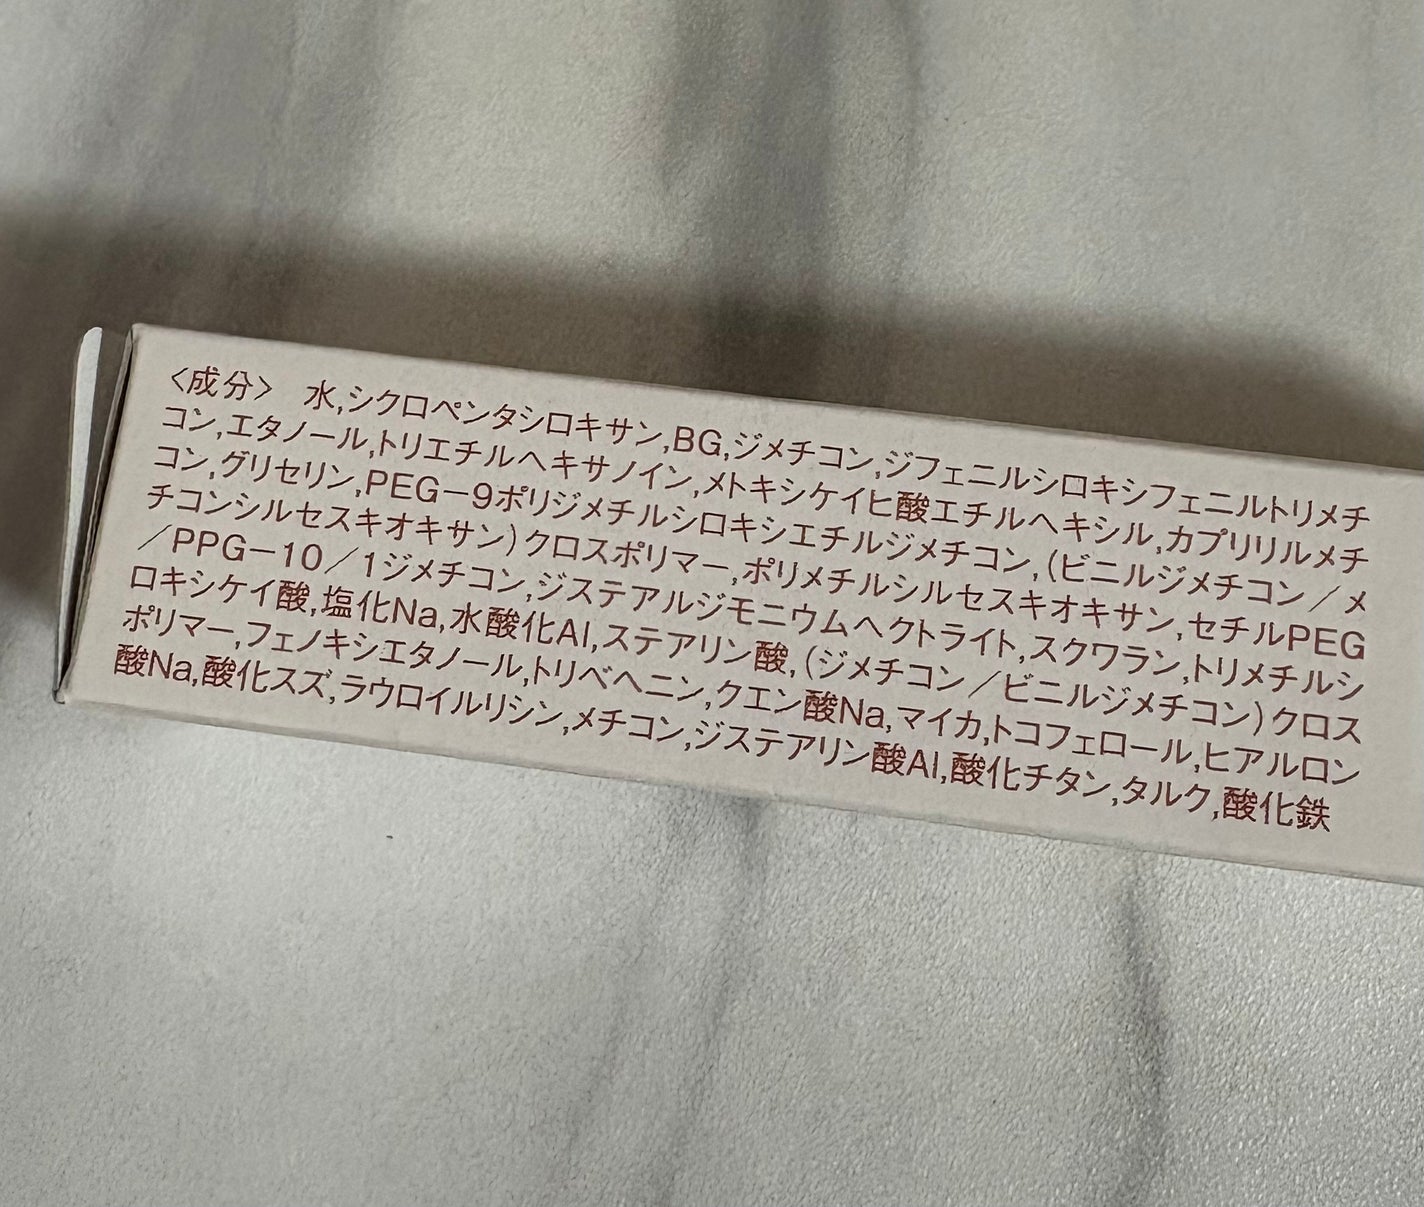 〈成分〉 水,シクロペンタシロキサン,BG,ジメチコン,ジフェニルシロキシフェニルトリメチ
コン,エタノール,トリエチルヘキサノイン,メトキシケイヒ酸エチルヘキシル,カプリリルメチ
コン,グリセリン,PEG－9ポリジメチルシロキシエチルジメチコン,(ビニルジメチコン／メ
チコンシルセスキオキサン)クロスポリマー,ポリメチルシルセスキオキサン,セチルPEG
／PPG－10／1ジメチコン,ジステアルジモニウムヘクトライト,スクワラン,トリメチルシ
ロキシケイ酸,塩化Na,水酸化Al,ステアリン酸,(ジメチコン／ビニルジメチコン)クロス
ポリマー,フェノキシエタノール,トリベヘニン,クエン酸Na,マイカ,トコフェロール,ヒアルロン
酸Na,酸化スズ,ラウロイルリシン,メチコン,ジステアリン酸Al,酸化チタン,タルク,酸化鉄